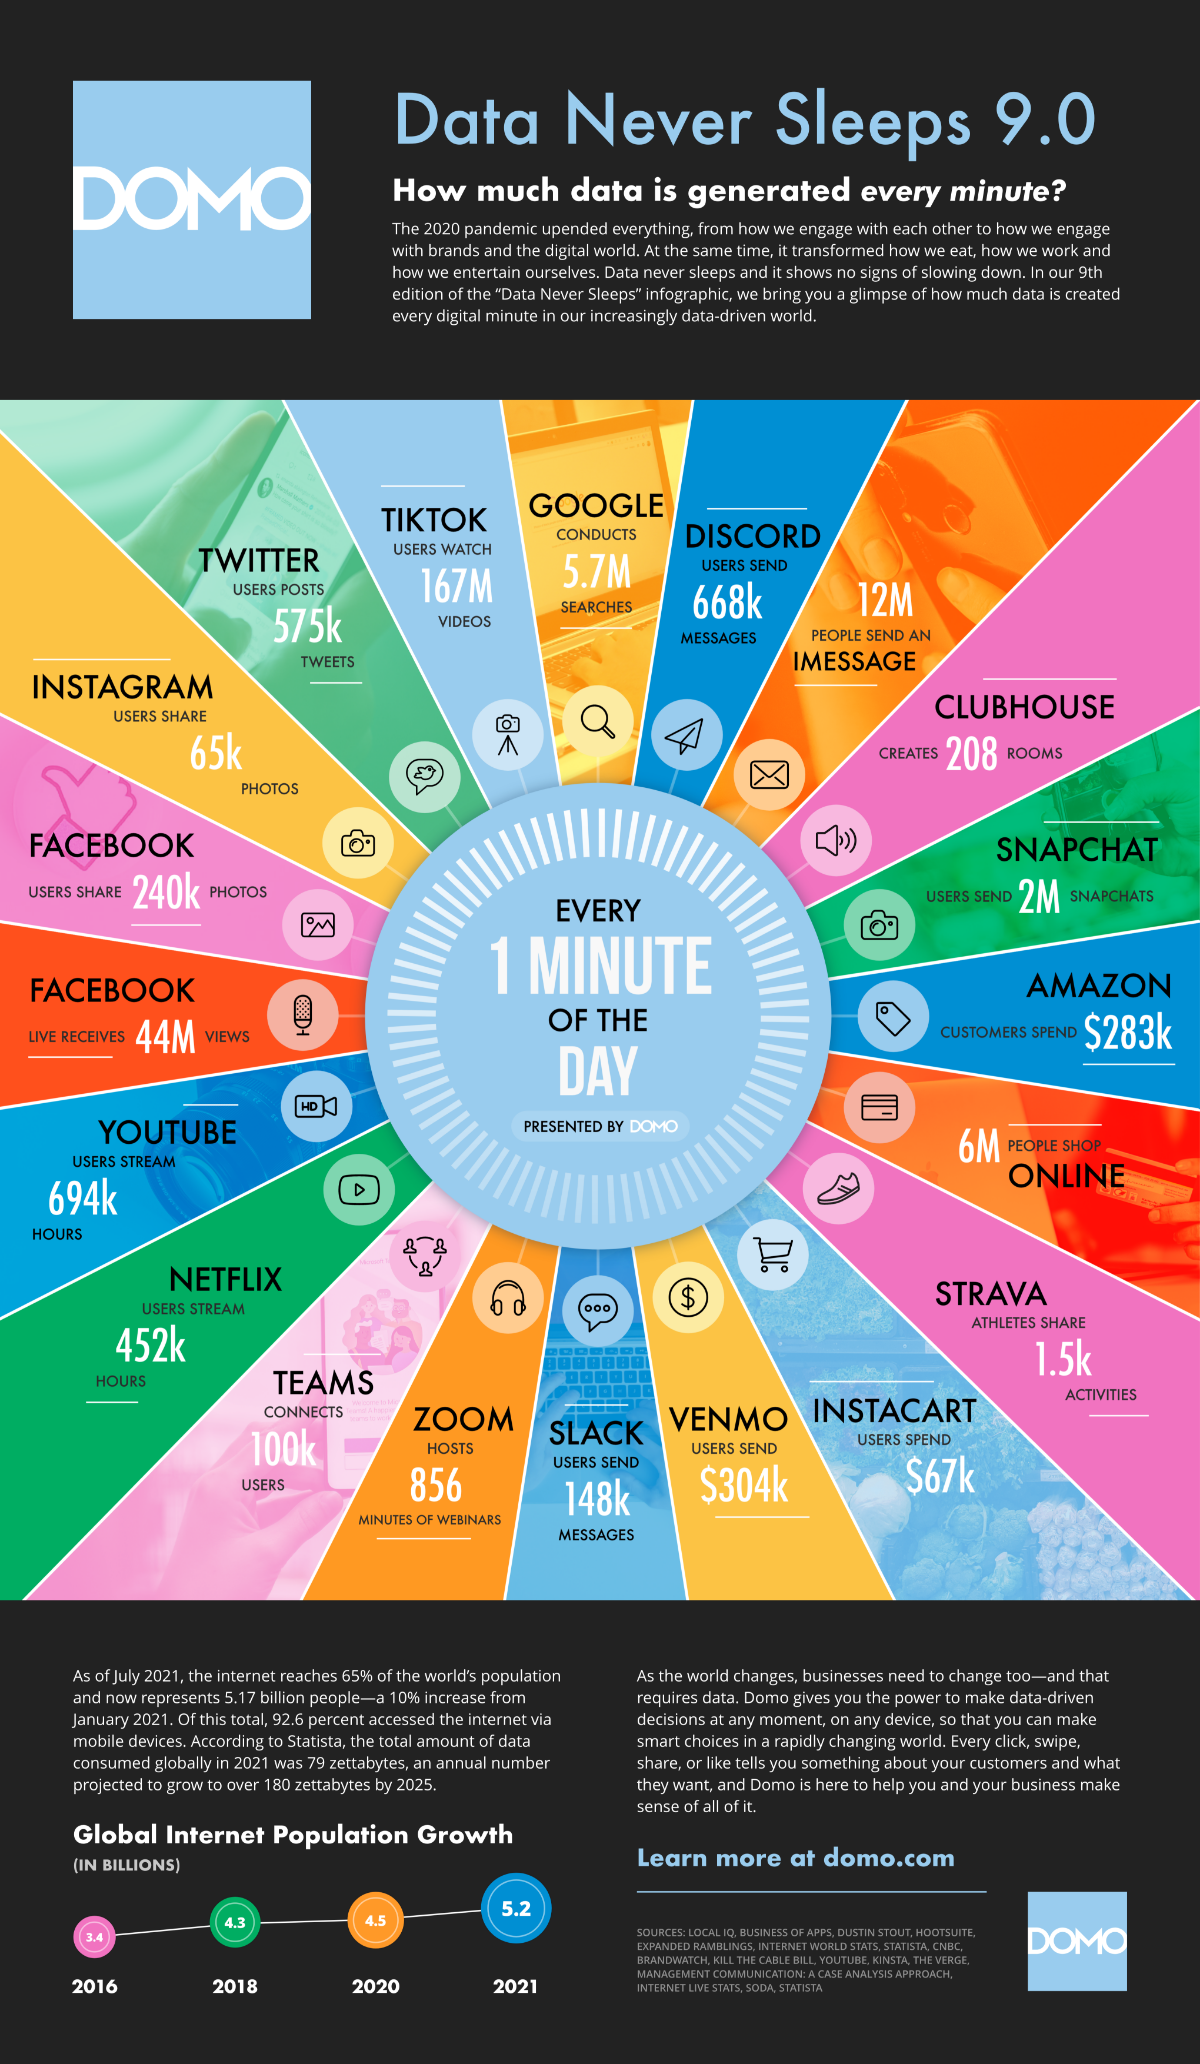 DOMO
Data Never Sleeps 9.0
How much data is generated every minute?
The 2020 pandemic upended everything, from how we engage with each other to how we engage
with brands and the digital world. At the same time, it transformed how we eat, how we work and
how we entertain ourselves. Data never sleeps and it shows no signs of slowing down. In our 9th
edition of the “Data Never Sleeps” infographic, we bring you a glimpse of how much data is created
every digital minute in our increasingly data-driven world.
GOOGLE
CONDUCTS
5.7M
SEARCHES
DISCORD
USERS SEND
668k
MESSAGES
12M
PEOPLE SEND AN
IMESSAGE
CLUBHOUSE
CREATES 208 ROOMS
SNAPCHAT
USERS SEND 2M SNAPCHATS
AMAZON
CUSTOMERS SPEND $283k
6M PEOPLE SHOP
ONLINE
STRAVA
ATHLETES SHARE
1.5k
ACTIVITIES
INSTACART
USERS SPEND
$67k
VENMO
USERS SEND
$304k
SLACK
USERS SEND
148k
MESSAGES
ZOOM
HOSTS
856
MINUTES OF WEBINARS
TEAMS
CONNECTS
100k
USERS
NETFLIX
USERS STREAM
452k
HOURS
YOUTUBE
USERS STREAM
694k
HOURS
HD
FACEBOOK
LIVE RECEIVES 44M VIEWS
FACEBOOK
USERS SHARE 240k PHOTOS
INSTAGRAM
USERS SHARE
65k
PHOTOS
TWITTER
USERS POSTS
575k
TWEETS
TIKTOK
USERS WATCH
167M
VIDEOS
EVERY
1 MINUTE
OF THE
DAY
PRESENTED BY DOMO
As of July 2021, the internet reaches 65% of the world’s population
and now represents 5.17 billion people—a 10% increase from
January 2021. Of this total, 92.6 percent accessed the internet via
mobile devices. According to Statista, the total amount of data
consumed globally in 2021 was 79 zettabytes, an annual number
projected to grow to over 180 zettabytes by 2025.
Global Internet Population Growth
(IN BILLIONS)
3.4
4.3
4.5
5.2
2016
2018
2020
2021
As the world changes, businesses need to change too—and that
requires data. Domo gives you the power to make data-driven
decisions at any moment, on any device, so that you can make
smart choices in a rapidly changing world. Every click, swipe,
share, or like tells you something about your customers and what
they want, and Domo is here to help you and your business make
sense of all of it.
Learn more at domo.com
SOURCES: LOCAL IQ, BUSINESS OF APPS, DUSTIN STOUT, HOOTSUITE,
EXPANDED RAMBLINGS, INTERNET WORLD STATS, STATISTA, CNBC,
BRANDWATCH, KILL THE CABLE BILL, YOUTUBE, KINSTA, THE VERGE,
MANAGEMENT COMMUNICATION: A CASE ANALYSIS APPROACH,
INTERNET LIVE STATS, SODA, STATISTA
DOMO